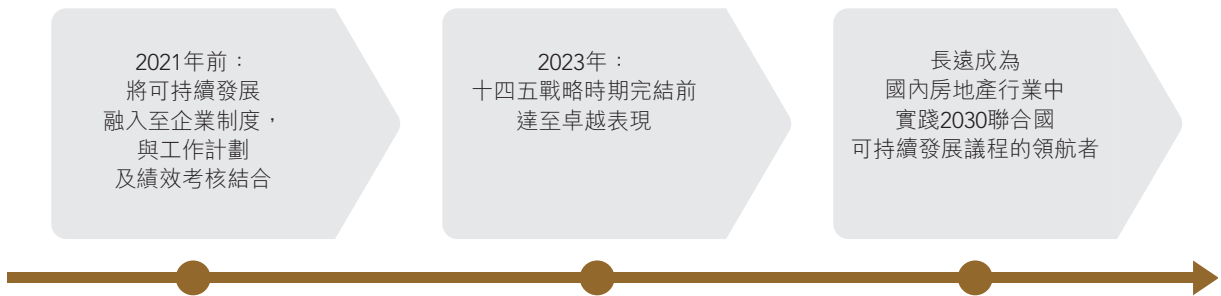 2021年前：
將可持續發展
融入至企業制度，
與工作計劃
及績效考核結合
2023年：
十四五戰略時期完結前
達至卓越表現
長遠成為
國內房地產行業中
實踐2030聯合國
可持續發展議程的領航者